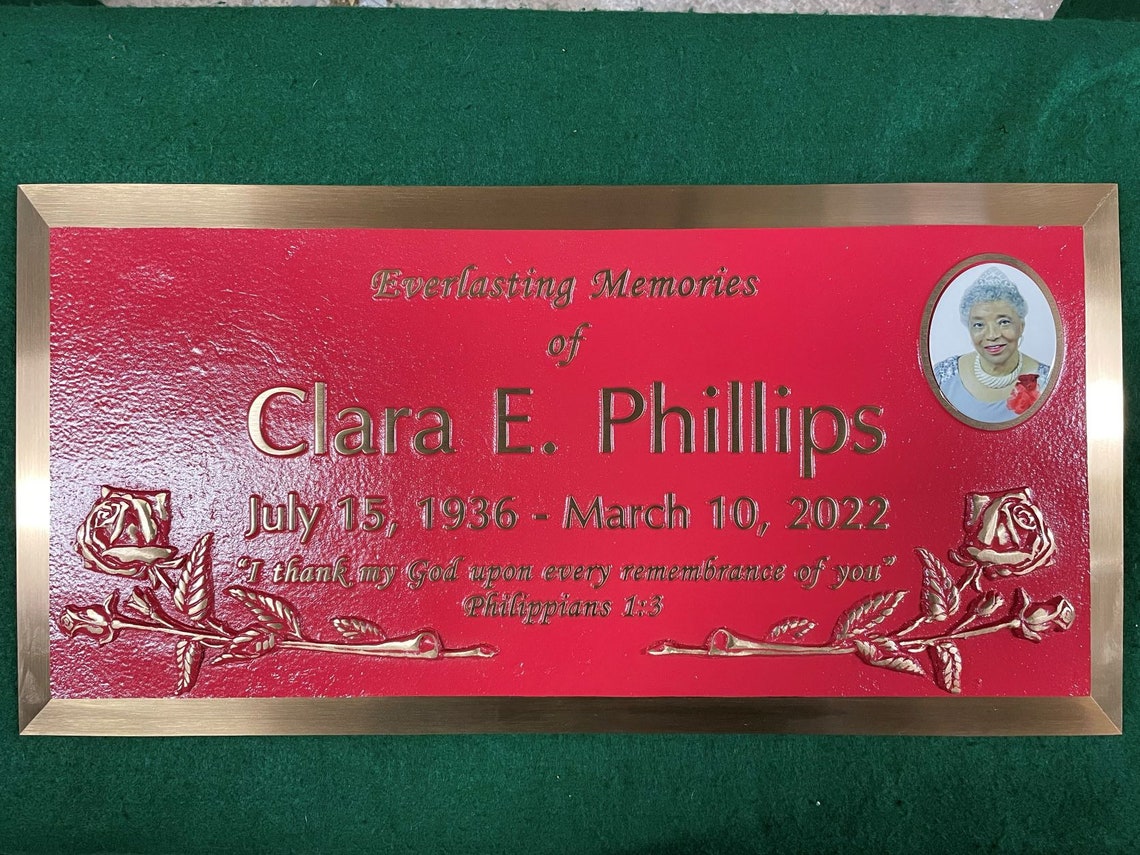 Everlasting Memories
of
Clara E. Phillips
July 15, 1936 - March 10, 2022
"I thank my God upon every remembrance of you"
Philippians 1:3